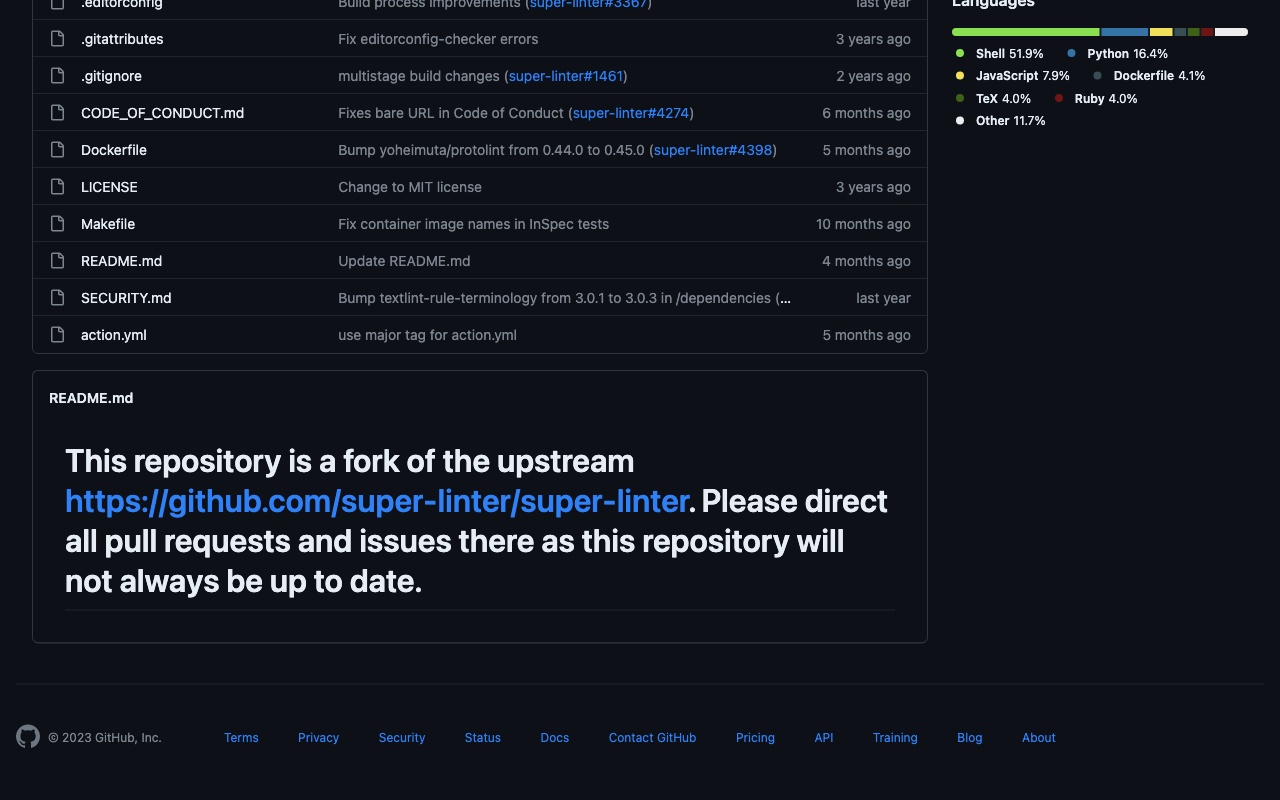 .editorconfig Build process improvements (super-linter#3367) last year
Languages
.gitattributes Fix editorconfig-checker errors 3 years ago
.gitignore multistage build changes (super-linter#1461) 2 years ago
CODE_OF_CONDUCT.md Fixes bare URL in Code of Conduct (super-linter#4274) 6 months ago
Dockerfile Bump yoheimuta/protolint from 0.44.0 to 0.45.0 (super-linter#4398) 5 months ago
LICENSE Change to MIT license 3 years ago
Makefile Fix container image names in InSpec tests 10 months ago
README.md Update README.md 4 months ago
SECURITY.md Bump textlint-rule-terminology from 3.0.1 to 3.0.3 in /dependencies (... last year
action.yml use major tag for action.yml 5 months ago
Shell 51.9% Python 16.4%
JavaScript 7.9% Dockerfile 4.1%
TeX 4.0% Ruby 4.0%
Other 11.7%
README.md
This repository is a fork of the upstream
https://github.com/super-linter/super-linter. Please direct
all pull requests and issues there as this repository will
not always be up to date.
© 2023 GitHub, Inc. Terms Privacy Security Status Docs Contact GitHub Pricing API Training Blog About